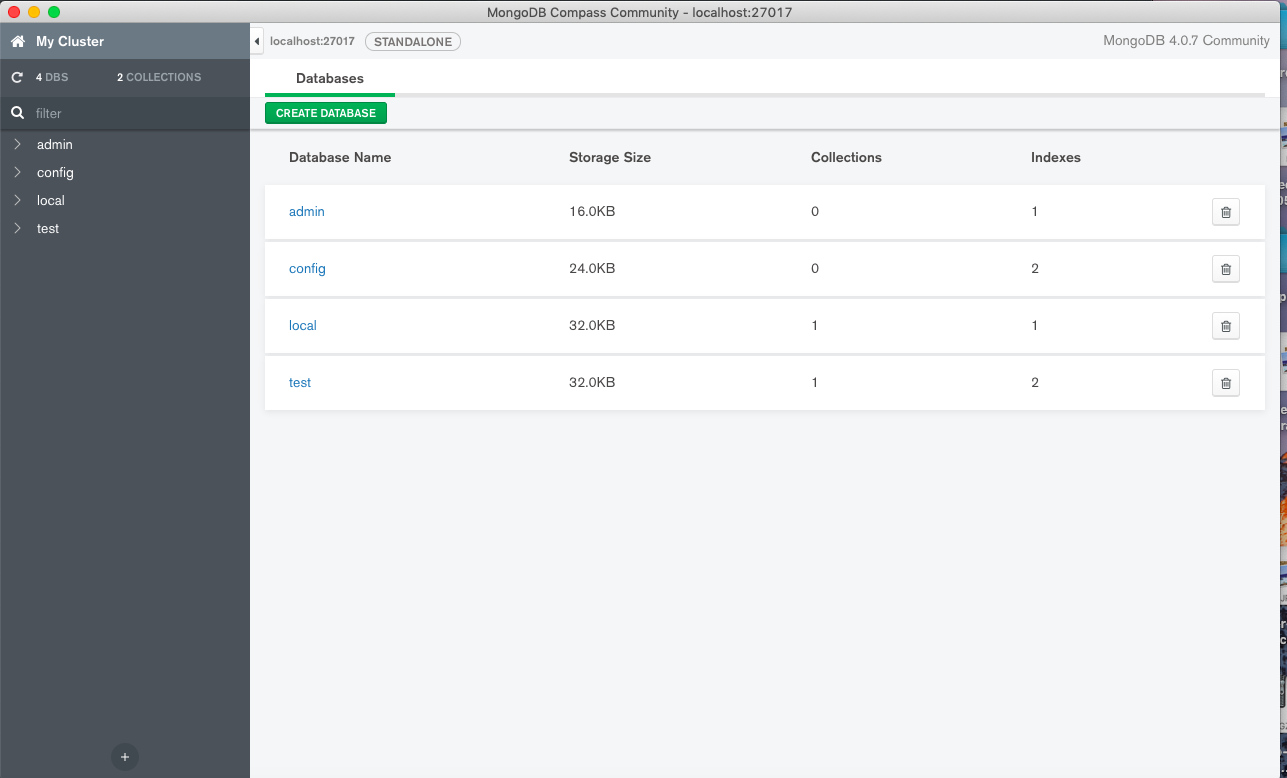 MongoDB Compass Community - localhost:27017
My Cluster
localhost:27017 STANDALONE MongoDB 4.0.7 Community
4 DBS 2 COLLECTIONS
filter
admin
config
local
test
Databases
CREATE DATABASE
Database Name Storage Size Collections Indexes
admin 16.0KB 0 1
config 24.0KB 0 2
local 32.0KB 1 1
test 32.0KB 1 2